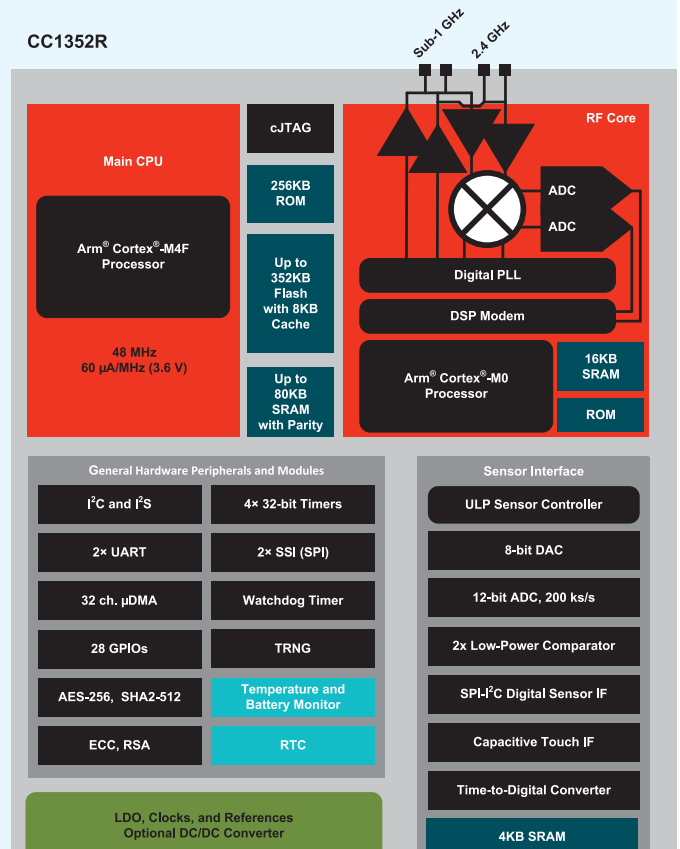 CC1352R
Sub-1 GHz
2.4 GHz
Main CPU
Arm® Cortex®-M4F
Processor
48 MHz
60 µA/MHz (3.6 V)
cJTAG
256KB
ROM
Up to
352KB
Flash
with 8KB
Cache
Up to
80KB
SRAM
with Parity
RF Core
ADC
ADC
Digital PLL
DSP Modem
Arm® Cortex®-M0
Processor
16KB
SRAM
ROM
General Hardware Peripherals and Modules
I²C and I²S
4× 32-bit Timers
2× UART
2× SSI (SPI)
32 ch. µDMA
Watchdog Timer
28 GPIOs
TRNG
AES-256, SHA2-512
Temperature and
Battery Monitor
ECC, RSA
RTC
LDO, Clocks, and References
Optional DC/DC Converter
Sensor Interface
ULP Sensor Controller
8-bit DAC
12-bit ADC, 200 ks/s
2x Low-Power Comparator
SPI-I²C Digital Sensor IF
Capacitive Touch IF
Time-to-Digital Converter
4KB SRAM